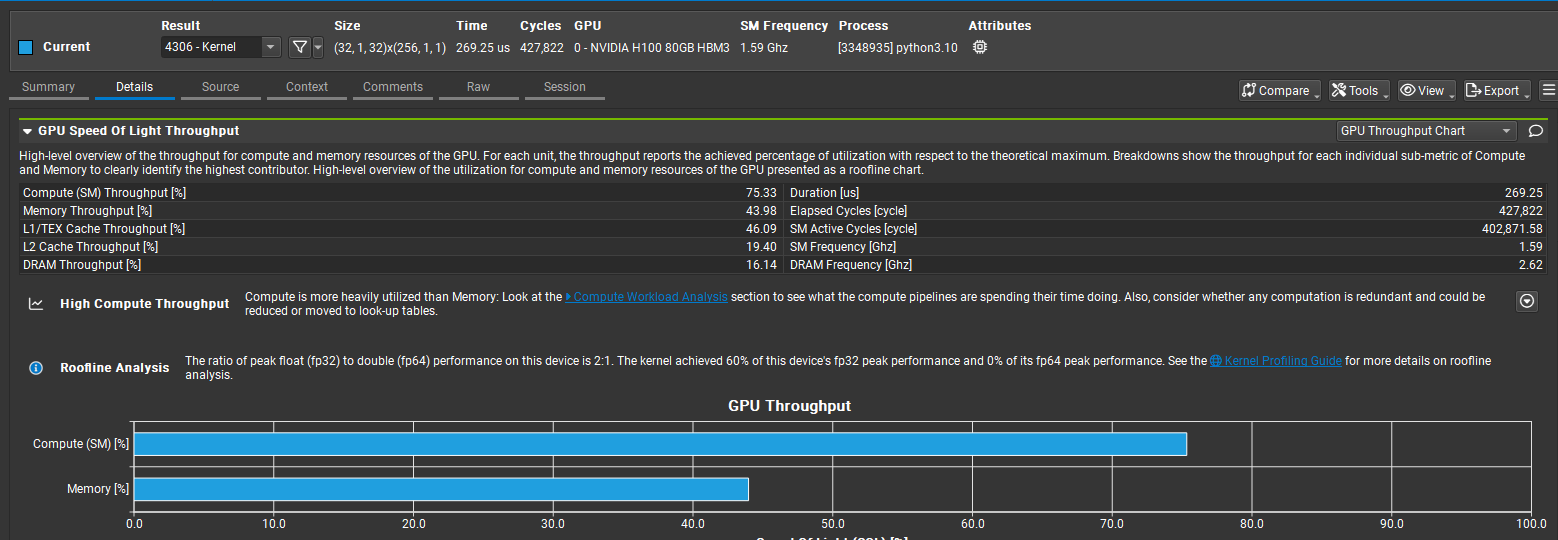 Result Size Time Cycles GPU SM Frequency Process Attributes
Current 4306 - Kernel (32, 1, 32)x(256, 1, 1) 269.25 us 427,822 0 - NVIDIA H100 80GB HBM3 1.59 Ghz [3348935] python3.10
Summary Details Source Context Comments Raw Session Compare Tools View Export
GPU Speed Of Light Throughput GPU Throughput Chart
High-level overview of the throughput for compute and memory resources of the GPU. For each unit, the throughput reports the achieved percentage of utilization with respect to the theoretical maximum. Breakdowns show the throughput for each individual sub-metric of Compute
and Memory to clearly identify the highest contributor. High-level overview of the utilization for compute and memory resources of the GPU presented as a roofline chart.
Compute (SM) Throughput [%] 75.33 Duration [us] 269.25
Memory Throughput [%] 43.98 Elapsed Cycles [cycle] 427,822
L1/TEX Cache Throughput [%] 46.09 SM Active Cycles [cycle] 402,871.58
L2 Cache Throughput [%] 19.40 SM Frequency [Ghz] 1.59
DRAM Throughput [%] 16.14 DRAM Frequency [Ghz] 2.62
High Compute Throughput Compute is more heavily utilized than Memory: Look at the Compute Workload Analysis section to see what the compute pipelines are spending their time doing. Also, consider whether any computation is redundant and could be
reduced or moved to look-up tables.
Roofline Analysis The ratio of peak float (fp32) to double (fp64) performance on this device is 2:1. The kernel achieved 60% of this device's fp32 peak performance and 0% of its fp64 peak performance. See the Kernel Profiling Guide for more details on roofline
analysis.
GPU Throughput
Compute (SM) [%]
Memory [%]
0.0 10.0 20.0 30.0 40.0 50.0 60.0 70.0 80.0 90.0 100.0